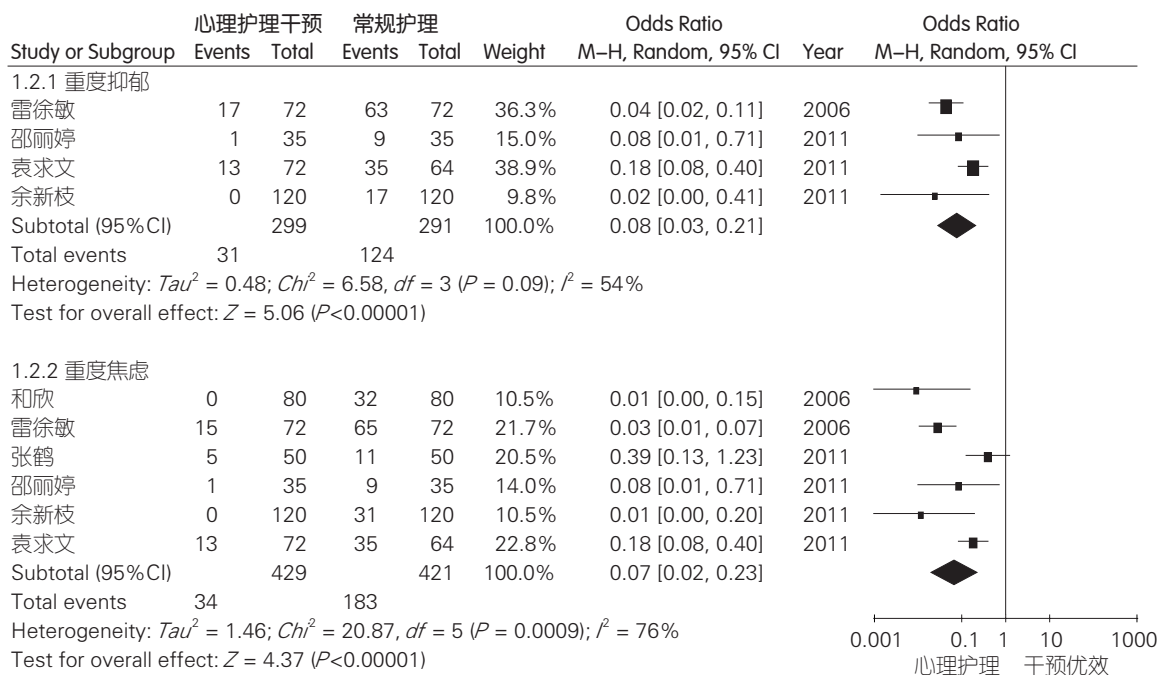 心理护理干预 常规护理 Odds Ratio Odds Ratio
Study or Subgroup Events Total Events Total Weight M–H, Random, 95% CI Year M–H, Random, 95% CI
1.2.1 重度抑郁
雷徐敏 17 72 63 72 36.3% 0.04 [0.02, 0.11] 2006
邵丽婷 1 35 9 35 15.0% 0.08 [0.01, 0.71] 2011
袁求文 13 72 35 64 38.9% 0.18 [0.08, 0.40] 2011
余新枝 0 120 17 120 9.8% 0.02 [0.00, 0.41] 2011
Subtotal (95%CI) 299 291 100.0% 0.08 [0.03, 0.21]
Total events 31 124
Heterogeneity: Tau² = 0.48; Chi² = 6.58, df = 3 (P = 0.09); I² = 54%
Test for overall effect: Z = 5.06 (P<0.00001)
1.2.2 重度焦虑
和欣 0 80 32 80 10.5% 0.01 [0.00, 0.15] 2006
雷徐敏 15 72 65 72 21.7% 0.03 [0.01, 0.07] 2006
张鹤 5 50 11 50 20.5% 0.39 [0.13, 1.23] 2011
邵丽婷 1 35 9 35 14.0% 0.08 [0.01, 0.71] 2011
余新枝 0 120 31 120 10.5% 0.01 [0.00, 0.20] 2011
袁求文 13 72 35 64 22.8% 0.18 [0.08, 0.40] 2011
Subtotal (95%CI) 429 421 100.0% 0.07 [0.02, 0.23]
Total events 34 183
Heterogeneity: Tau² = 1.46; Chi² = 20.87, df = 5 (P = 0.0009); I² = 76%
Test for overall effect: Z = 4.37 (P<0.00001)
0.001 0.1 1 10 1000
心理护理 干预优效